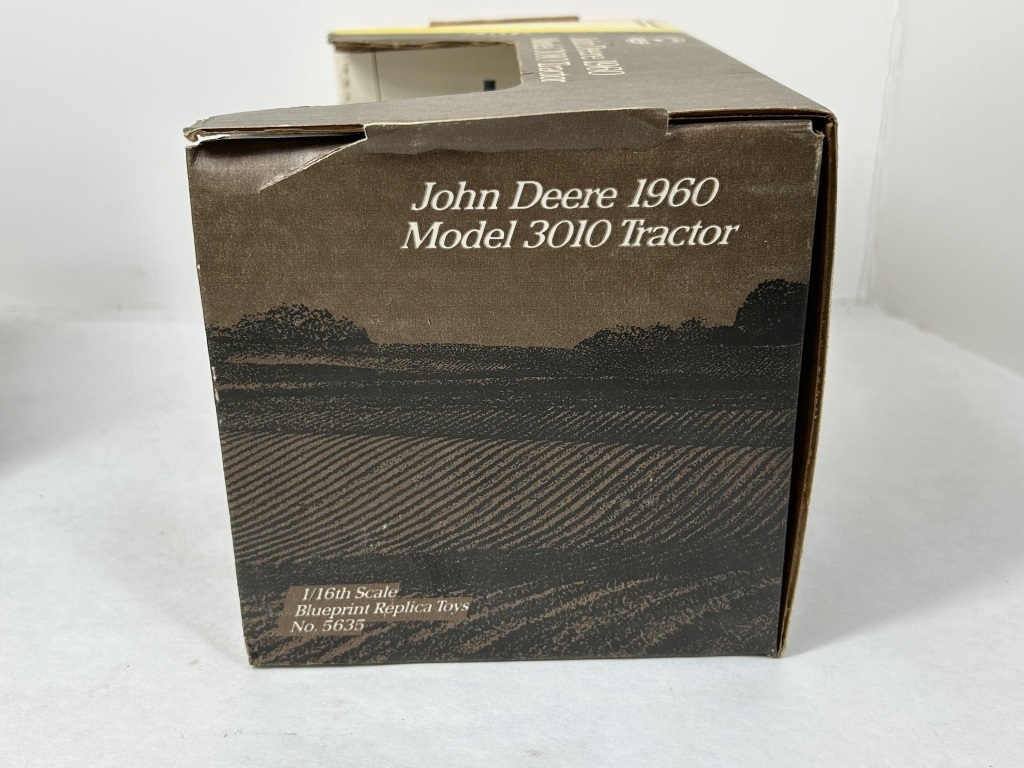 John Deere 1960
Model 3010 Tractor
1/16th Scale
Blueprint Replica Toys
No. 5635